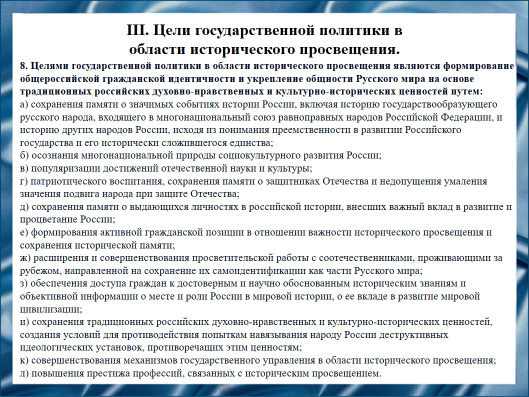 III. Цели государственной политики в
области исторического просвещения.
8. Целями государственной политики в области исторического просвещения являются формирование
общероссийской гражданской идентичности и укрепление общности Русского мира на основе
традиционных российских духовно-нравственных и культурно-исторических ценностей путем:
а) сохранения памяти о значимых событиях истории России, включая историю государствообразующего
русского народа, входящего в многонациональный союз равноправных народов Российской Федерации, и
историю других народов России, исходя из понимания преемственности в развитии Российского
государства и его исторически сложившегося единства;
б) осознания многонациональной природы социокультурного развития России;
в) популяризации достижений отечественной науки и культуры;
г) патриотического воспитания, сохранения памяти о защитниках Отечества и недопущения умаления
значения подвига народа при защите Отечества;
д) сохранения памяти о выдающихся личностях в российской истории, внесших важный вклад в развитие и
процветание России;
е) формирования активной гражданской позиции в отношении важности исторического просвещения и
сохранения исторической памяти;
ж) расширения и совершенствования просветительской работы с соотечественниками, проживающими за
рубежом, направленной на сохранение их самоидентификации как части Русского мира;
з) обеспечения доступа граждан к достоверным и научно обоснованным историческим знаниям и
объективной информации о месте и роли России в мировой истории, о ее вкладе в развитие мировой
цивилизации;
и) сохранения традиционных российских духовно-нравственных и культурно-исторических ценностей,
создания условий для противодействия попыткам навязывания народу России деструктивных
идеологических установок, противоречащих этим ценностям;
к) совершенствования механизмов государственного управления в области исторического просвещения;
л) повышения престижа профессий, связанных с историческим просвещением.